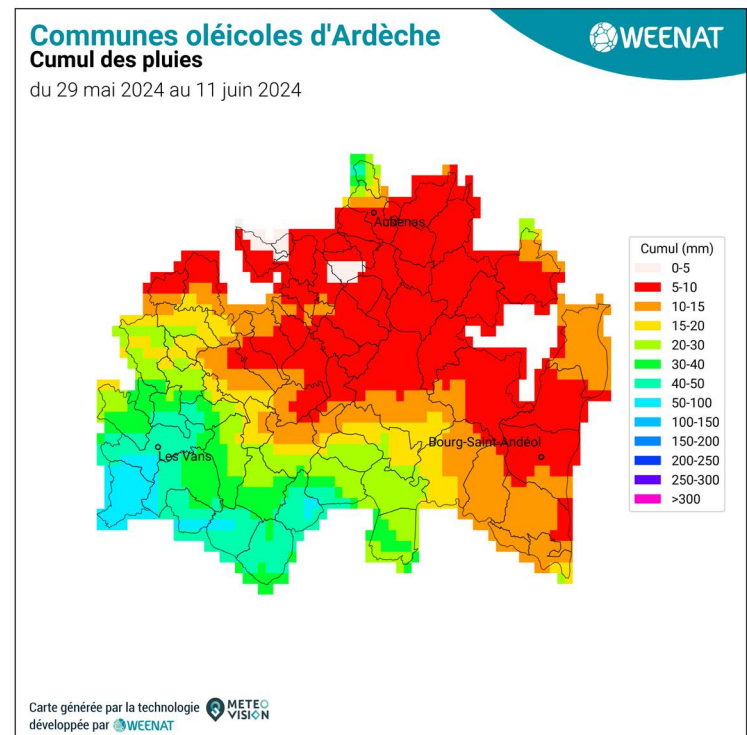 Communes oléicoles d'Ardèche
Cumul des pluies
du 29 mai 2024 au 11 juin 2024
WEENAT
Aubenas
Les Vans
Bourg-Saint-Andéol
Cumul (mm)
0-5
5-10
10-15
15-20
20-30
30-40
40-50
50-100
100-150
150-200
200-250
250-300
>300
Carte générée par la technologie METEO VISION
développée par WEENAT